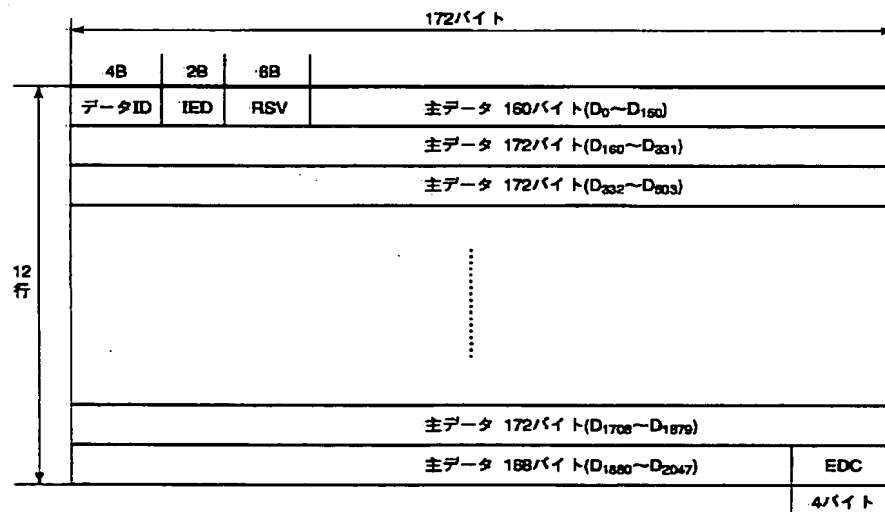 172バイト
4B 2B 6B
データID IED RSV 主データ 160バイト(D0〜D150)
主データ 172バイト(D160〜D331)
主データ 172バイト(D332〜D503)
12
行
主データ 172バイト(D1708〜D1879)
主データ 168バイト(D1880〜D2047) EDC
4バイト